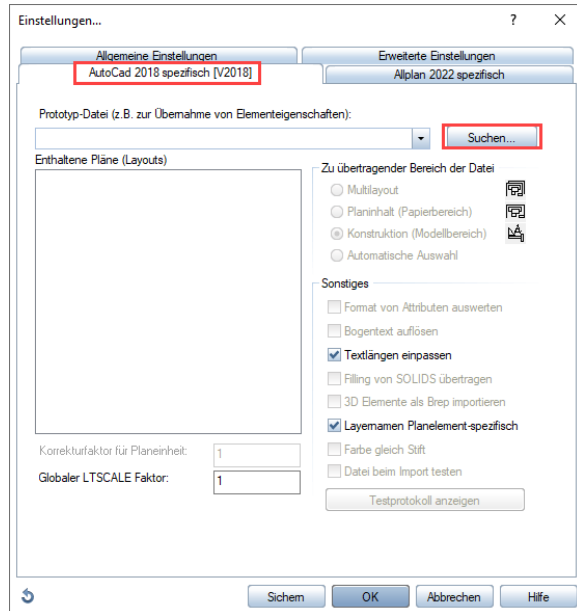 Einstellungen...
?
Allgemeine Einstellungen
Erweiterte Einstellungen
AutoCad 2018 spezifisch [V2018]
Allplan 2022 spezifisch
Prototyp-Datei (z.B. zur Übernahme von Elementeigenschaften):
Suchen...
Enthaltene Pläne (Layouts)
Zu übertragender Bereich der Datei
Multilayout
Planinhalt (Papierbereich)
Konstruktion (Modellbereich)
Automatische Auswahl
Sonstiges
Format von Attributen auswerten
Bogentext auflösen
Textlängen einpassen
Filling von SOLIDS übertragen
3D Elemente als Brep importieren
Layernamen Planelement-spezifisch
Farbe gleich Stift
Datei beim Import testen
Testprotokoll anzeigen
Korrekturfaktor für Planeinheit:
1
Globaler LTSCALE Faktor:
1
Sichern
OK
Abbrechen
Hilfe